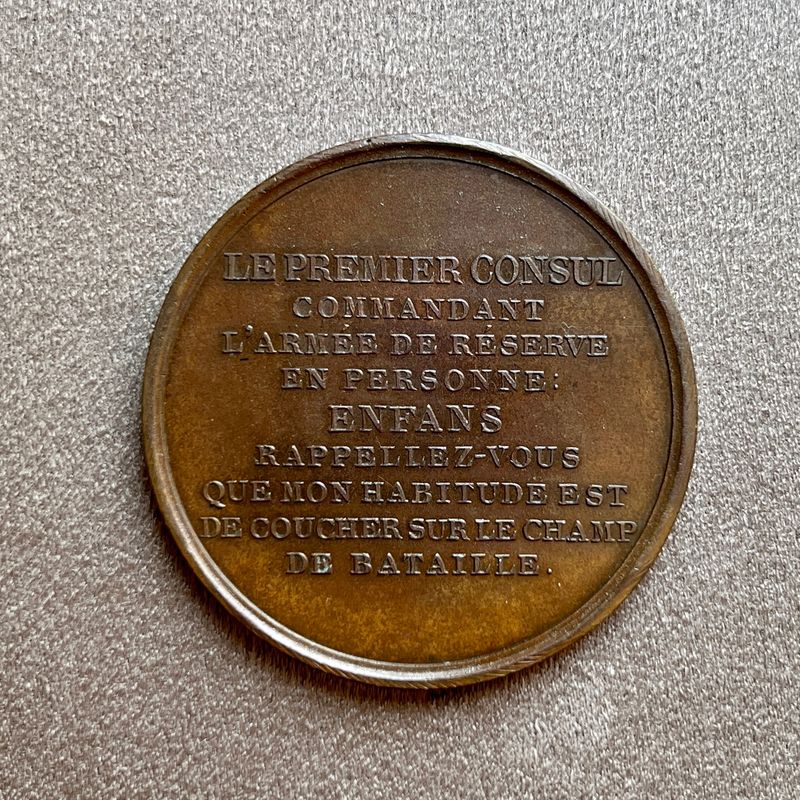 LE PREMIER CONSUL
COMMANDANT
L'ARMÉE DE RÉSERVE
EN PERSONNE:
ENFANS
RAPPELLEZ-VOUS
QUE MON HABITUDE EST
DE COUCHER SUR LE CHAMP
DE BATAILLE.